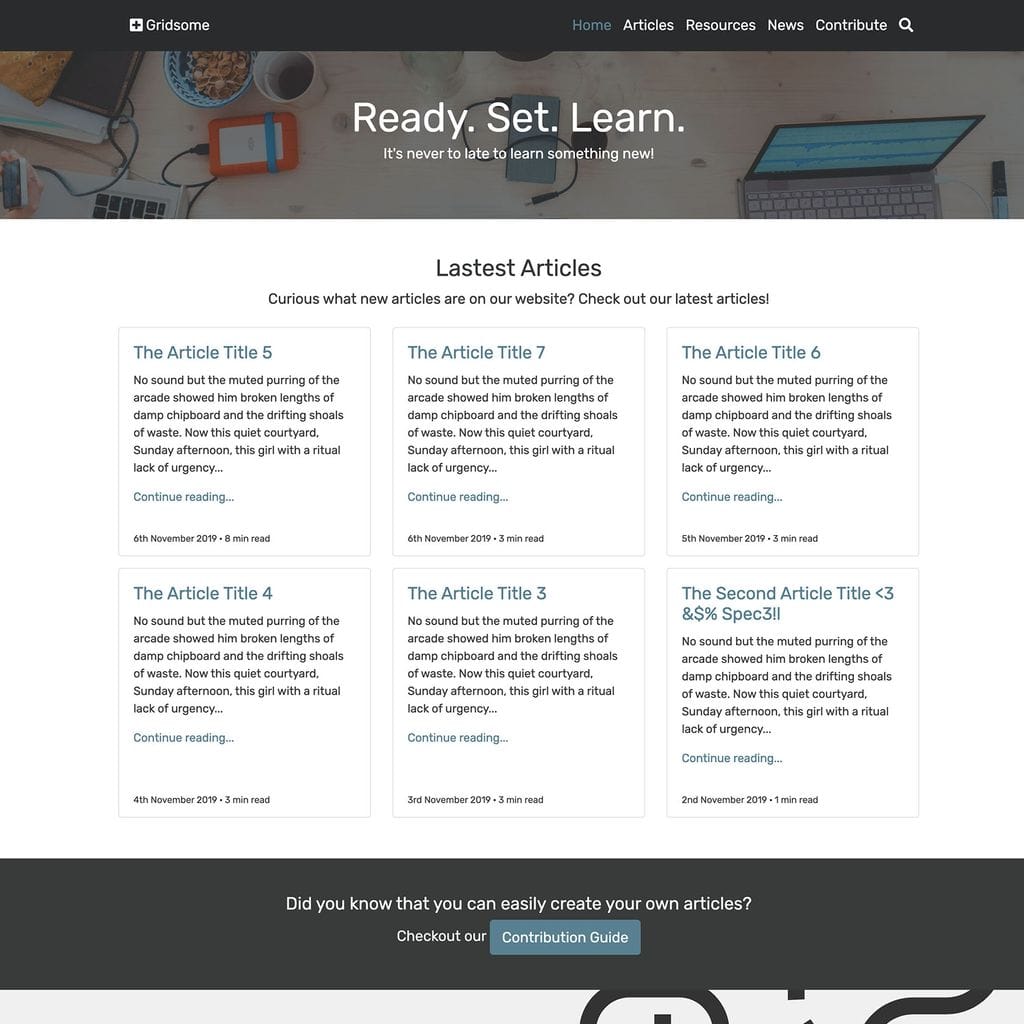 Gridsome
Home Articles Resources News Contribute
Ready. Set. Learn.
It's never to late to learn something new!
Lastest Articles
Curious what new articles are on our website? Check out our latest articles!
The Article Title 5
No sound but the muted purring of the
arcade showed him broken lengths of
damp chipboard and the drifting shoals
of waste. Now this quiet courtyard,
Sunday afternoon, this girl with a ritual
lack of urgency...
Continue reading...
6th November 2019 • 8 min read
The Article Title 7
No sound but the muted purring of the
arcade showed him broken lengths of
damp chipboard and the drifting shoals
of waste. Now this quiet courtyard,
Sunday afternoon, this girl with a ritual
lack of urgency...
Continue reading...
6th November 2019 • 3 min read
The Article Title 6
No sound but the muted purring of the
arcade showed him broken lengths of
damp chipboard and the drifting shoals
of waste. Now this quiet courtyard,
Sunday afternoon, this girl with a ritual
lack of urgency...
Continue reading...
5th November 2019 • 3 min read
The Article Title 4
No sound but the muted purring of the
arcade showed him broken lengths of
damp chipboard and the drifting shoals
of waste. Now this quiet courtyard,
Sunday afternoon, this girl with a ritual
lack of urgency...
Continue reading...
4th November 2019 • 3 min read
The Article Title 3
No sound but the muted purring of the
arcade showed him broken lengths of
damp chipboard and the drifting shoals
of waste. Now this quiet courtyard,
Sunday afternoon, this girl with a ritual
lack of urgency...
Continue reading...
3rd November 2019 • 3 min read
The Second Article Title <3
&$% Spec3!l
No sound but the muted purring of the
arcade showed him broken lengths of
damp chipboard and the drifting shoals
of waste. Now this quiet courtyard,
Sunday afternoon, this girl with a ritual
lack of urgency...
Continue reading...
2nd November 2019 • 1 min read
Did you know that you can easily create your own articles?
Checkout our Contribution Guide